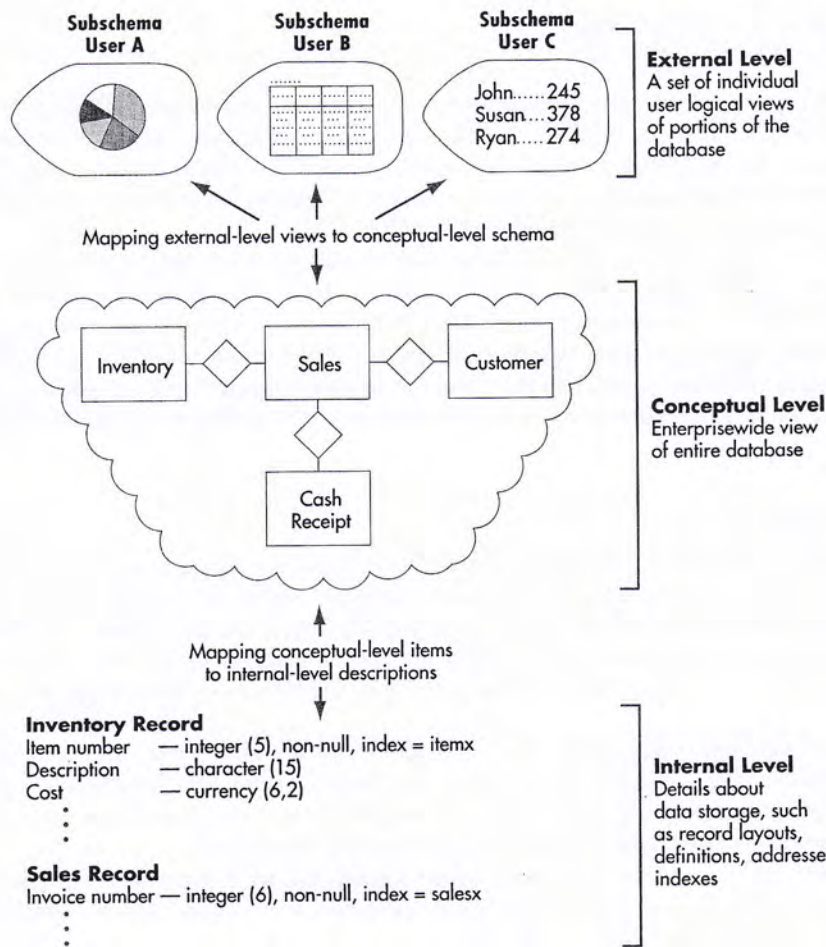 Subschema
User A
Subschema
User B
Subschema
User C
John......245
Susan....378
Ryan.....274
External Level
A set of individual
user logical views
of portions of the
database
Mapping external-level views to conceptual-level schema
Inventory
Sales
Customer
Cash
Receipt
Conceptual Level
Enterprisewide view
of entire database
Mapping conceptual-level items
to internal-level descriptions
Inventory Record
Item number — integer (5), non-null, index = itemx
Description — character (15)
Cost — currency (6,2)
Sales Record
Invoice number — integer (6), non-null, index = salesx
Internal Level
Details about
data storage, such
as record layouts,
definitions, addresse
indexes